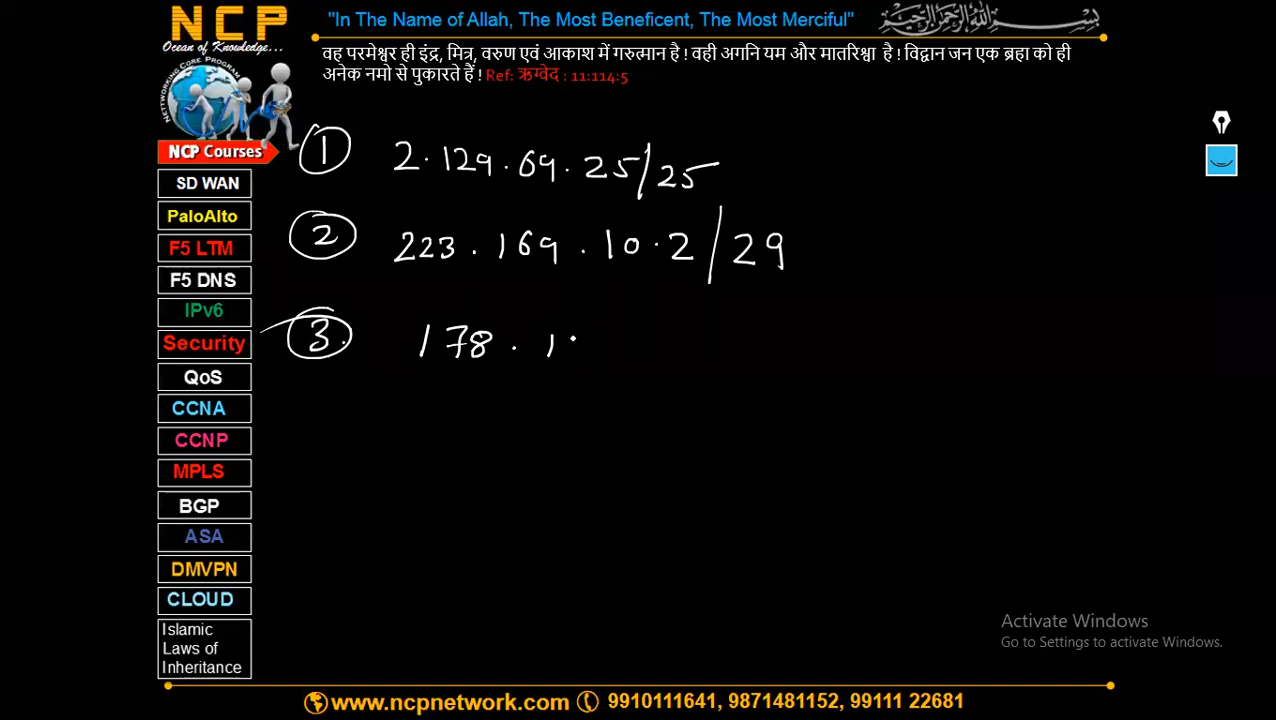 NCP
Ocean of Knowledge...
NETWORKING CORE PROGRAM
"In The Name of Allah, The Most Beneficent, The Most Merciful"
वह परमेश्वर ही इंद्र, मित्र, वरुण एवं आकाश में गरुत्मान है ! वही अगनि यम और मातरिश्वा है ! विद्वान जन एक ब्रहा को ही
अनेक नमो से पुकारते हैं ! Ref: ऋग्वेद : 11:114:5
NCP Courses
SD WAN
PaloAlto
F5 LTM
F5 DNS
IPv6
Security
QoS
CCNA
CCNP
MPLS
BGP
ASA
DMVPN
CLOUD
Islamic
Laws of
Inheritance
1 2.129.69.25/25
2 223.169.10.2/29
3. 178.1
Activate Windows
Go to Settings to activate Windows.
www.ncpnetwork.com 9910111641, 9871481152, 99111 22681